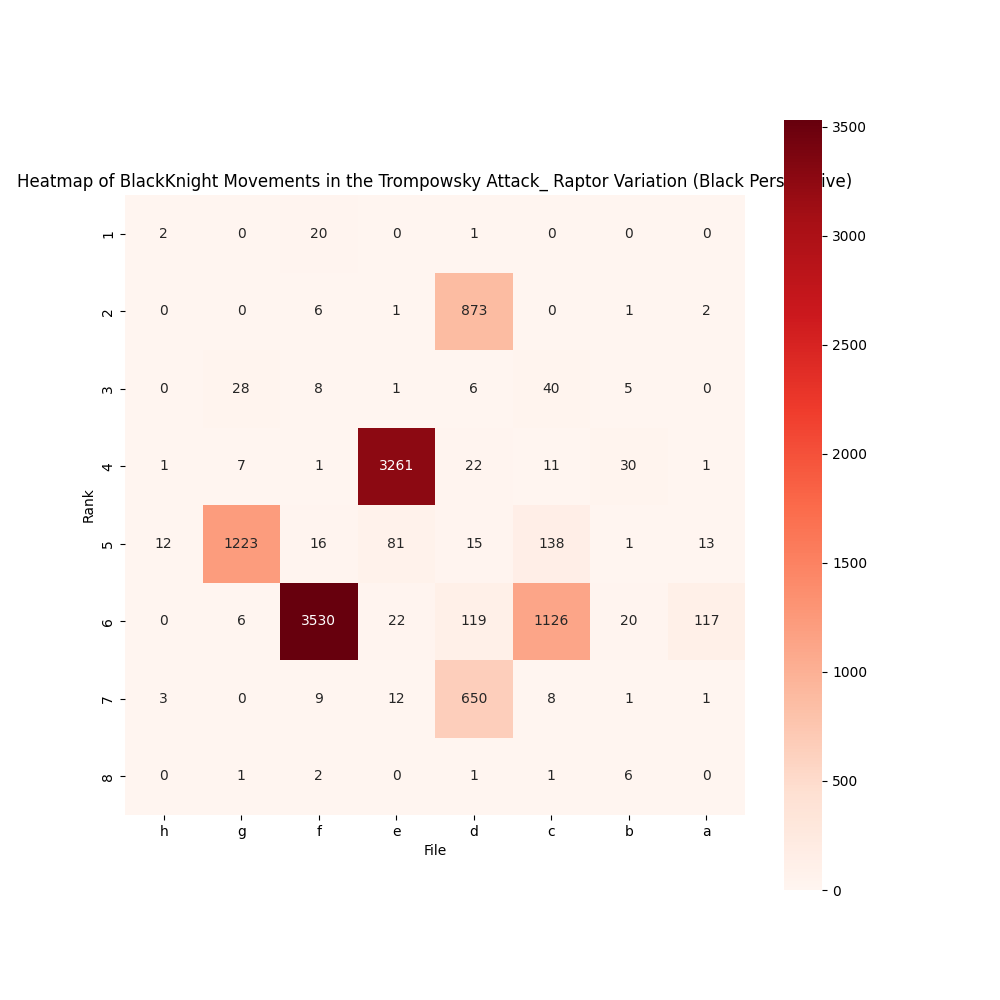 Heatmap of BlackKnight Movements in the Trompowsky Attack_ Raptor Variation (Black Pers ive)
1 2 0 20 0 1 0 0 0
2 0 0 6 1 873 0 1 2
3 0 28 8 1 6 40 5 0
4 1 7 1 3261 22 11 30 1
5 12 1223 16 81 15 138 1 13
6 0 6 3530 22 119 1126 20 117
7 3 0 9 12 650 8 1 1
8 0 1 2 0 1 1 6 0
h g f e d c b a
File
Rank
3500
3000
2500
2000
1500
1000
500
0